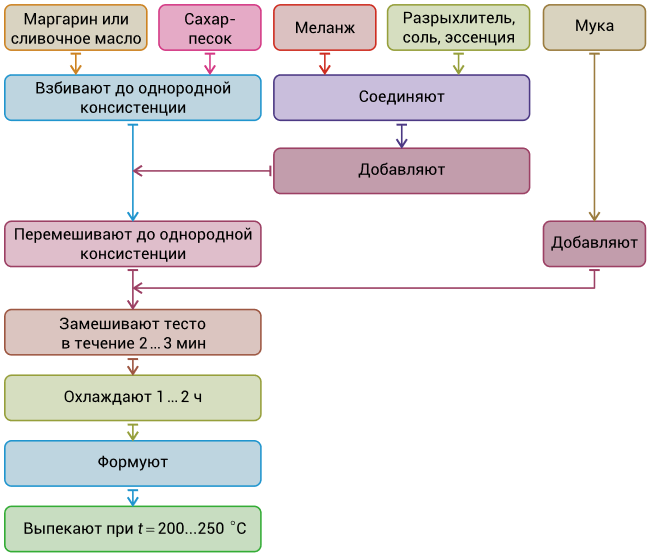 Маргарин или
сливочное масло
Сахар-
песок
Меланж
Разрыхлитель,
соль, эссенция
Мука
Взбивают до однородной
консистенции
Соединяют
Добавляют
Перемешивают до однородной
консистенции
Добавляют
Замешивают тесто
в течение 2...3 мин
Охлаждают 1...2 ч
Формуют
Выпекают при t = 200...250 °С